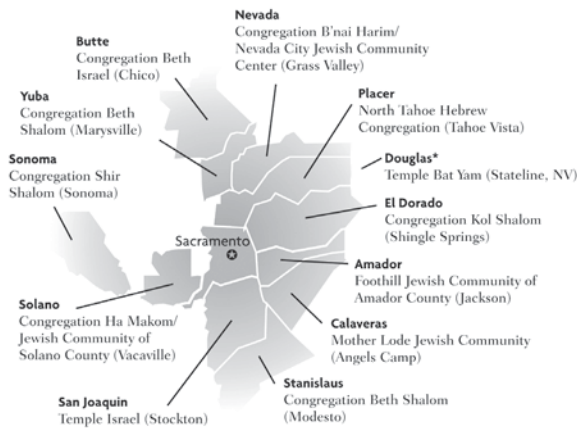 Nevada
Congregation B'nai Harim/
Nevada City Jewish Community
Center (Grass Valley)
Butte
Congregation Beth
Israel (Chico)
Placer
North Tahoe Hebrew
Congregation (Tahoe Vista)
Yuba
Congregation Beth
Shalom (Marysville)
Douglas*
Temple Bat Yam (Stateline, NV)
Sonoma
Congregation Shir
Shalom (Sonoma)
El Dorado
Congregation Kol Shalom
(Shingle Springs)
Sacramento
Amador
Foothill Jewish Community of
Amador County (Jackson)
Solano
Congregation Ha Makom/
Jewish Community of
Solano County (Vacaville)
Calaveras
Mother Lode Jewish Community
(Angels Camp)
Stanislaus
Congregation Beth Shalom
(Modesto)
San Joaquin
Temple Israel (Stockton)